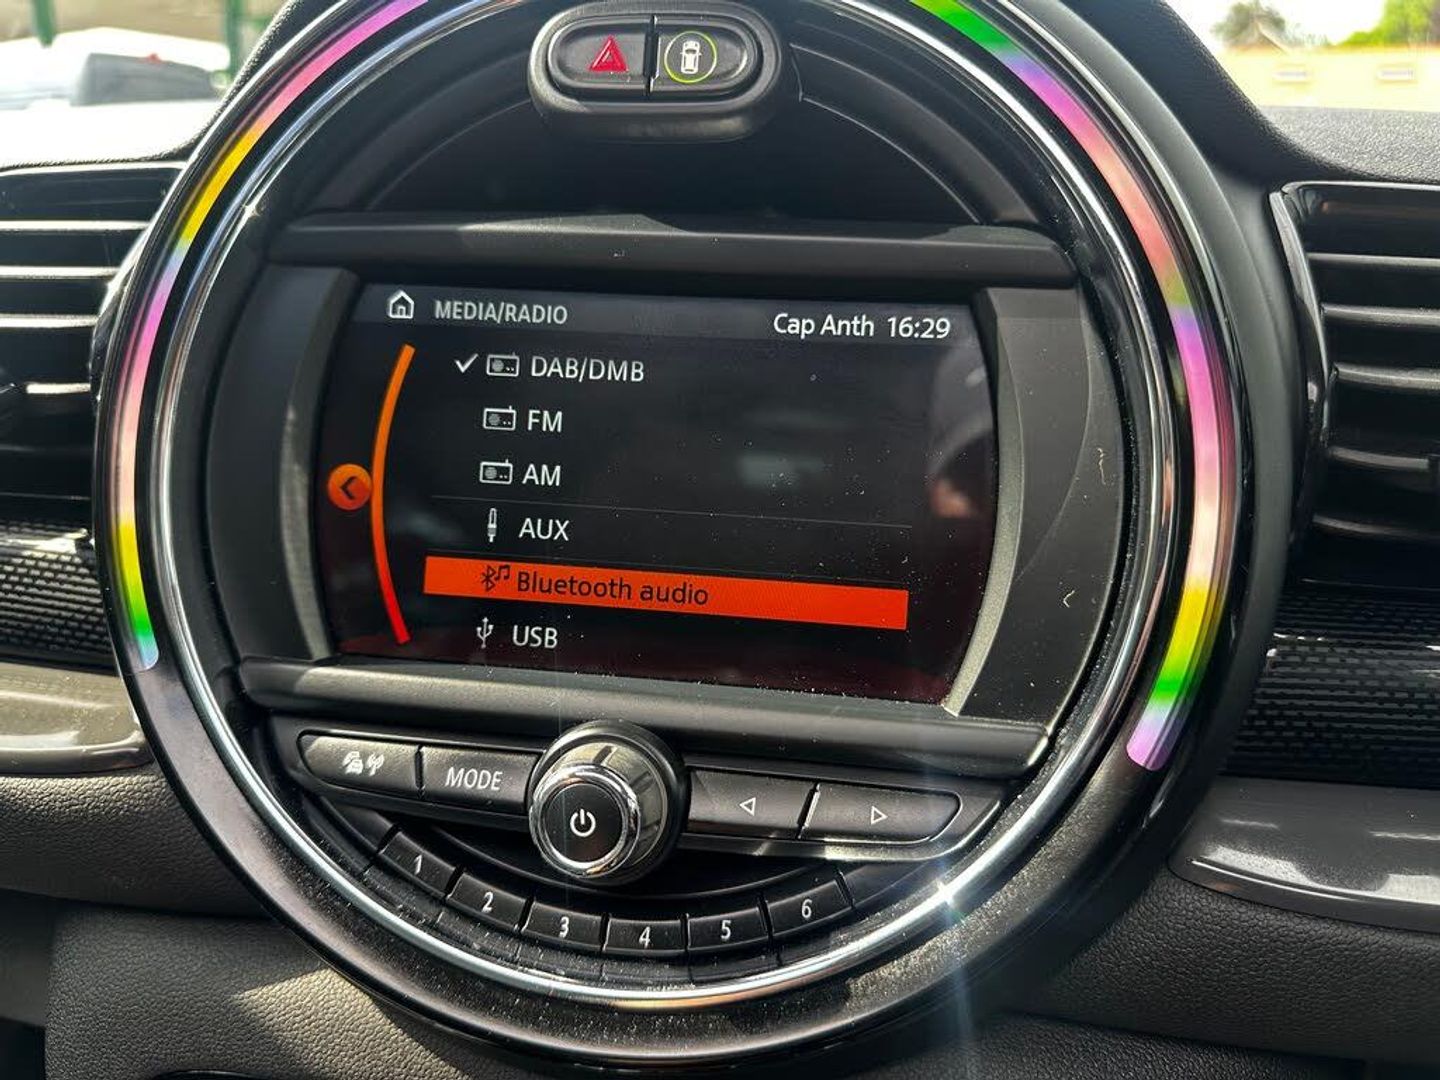 MEDIA/RADIO
Cap Anth 16:29
DAB/DMB
FM
AM
AUX
Bluetooth audio
USB
MODE
1
2
3
4
5
6